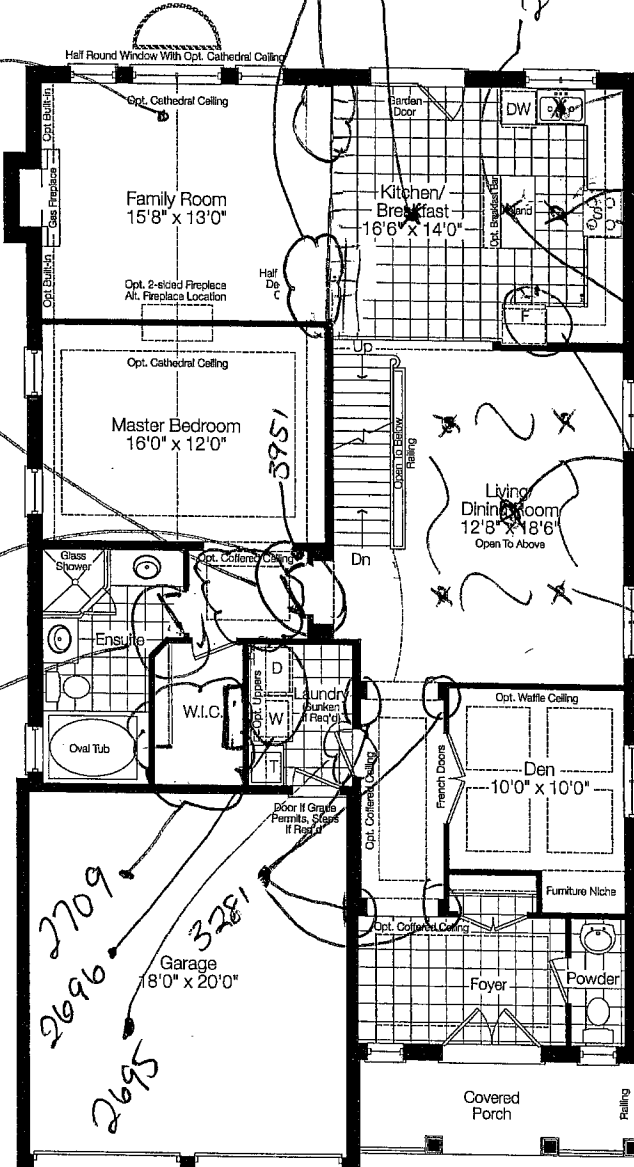 2
Half Round Window With Opt. Cathedral Ceiling
Opt. Cathedral Ceiling
Opt Built-in
Gas Fireplace
Opt Built-In
Family Room
15'8" x 13'0"
Opt. 2-sided Fireplace
Alt. Fireplace Location
Half
De
C
Garden
Door
DW
Kitchen/
Breakfast
16'6" x 14'0"
Opt. Breakfast Bar
Island
F
Up
Opt. Cathedral Ceiling
Master Bedroom
16'0" x 12'0"
3951
Open To Below
Railing
Living/
Dining Room
12'8" x 18'6"
Open To Above
Dn
Glass
Shower
Opt. Coffered Ceiling
Ensuite
Oval Tub
W.I.C.
Opt. Uppers
D
W
T
Laundry
(Sunken
if Req'd)
Opt. Coffered Ceiling
French Doors
Opt. Waffle Ceiling
Den
10'0" x 10'0"
Door If Grade
Permits, Steps
If Req'd
Furniture Niche
2709
3281
2696
2695
Garage
18'0" x 20'0"
Opt. Coffered Ceiling
Foyer
Powder
Covered
Porch
Railing